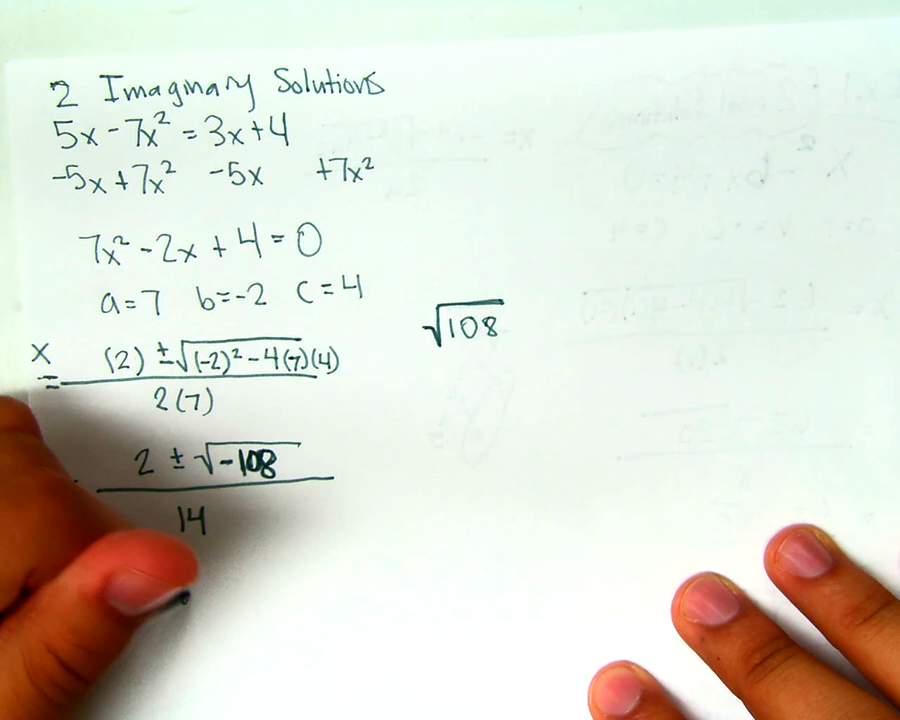 2 Imaginary Solutions
5x - 7x² = 3x + 4
-5x + 7x² -5x +7x²
7x² - 2x + 4 = 0
a = 7 b = -2 c = 4
√108
x = (2) ± √(-2)² - 4(7)(4)
2(7)
2 ± √-108
14